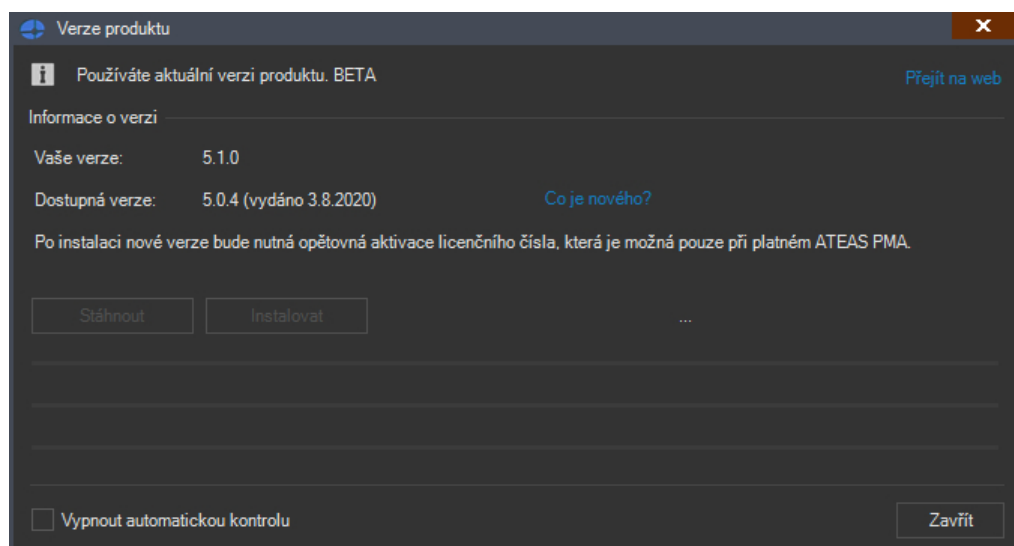 Verze produktu
Používáte aktuální verzi produktu. BETA
Přejít na web
Informace o verzi
Vaše verze: 5.1.0
Dostupná verze: 5.0.4 (vydáno 3.8.2020) Co je nového?
Po instalaci nové verze bude nutná opětovná aktivace licenčního čísla, která je možná pouze při platném ATEAS PMA.
Stáhnout Instalovat ...
Vypnout automatickou kontrolu Zavřít